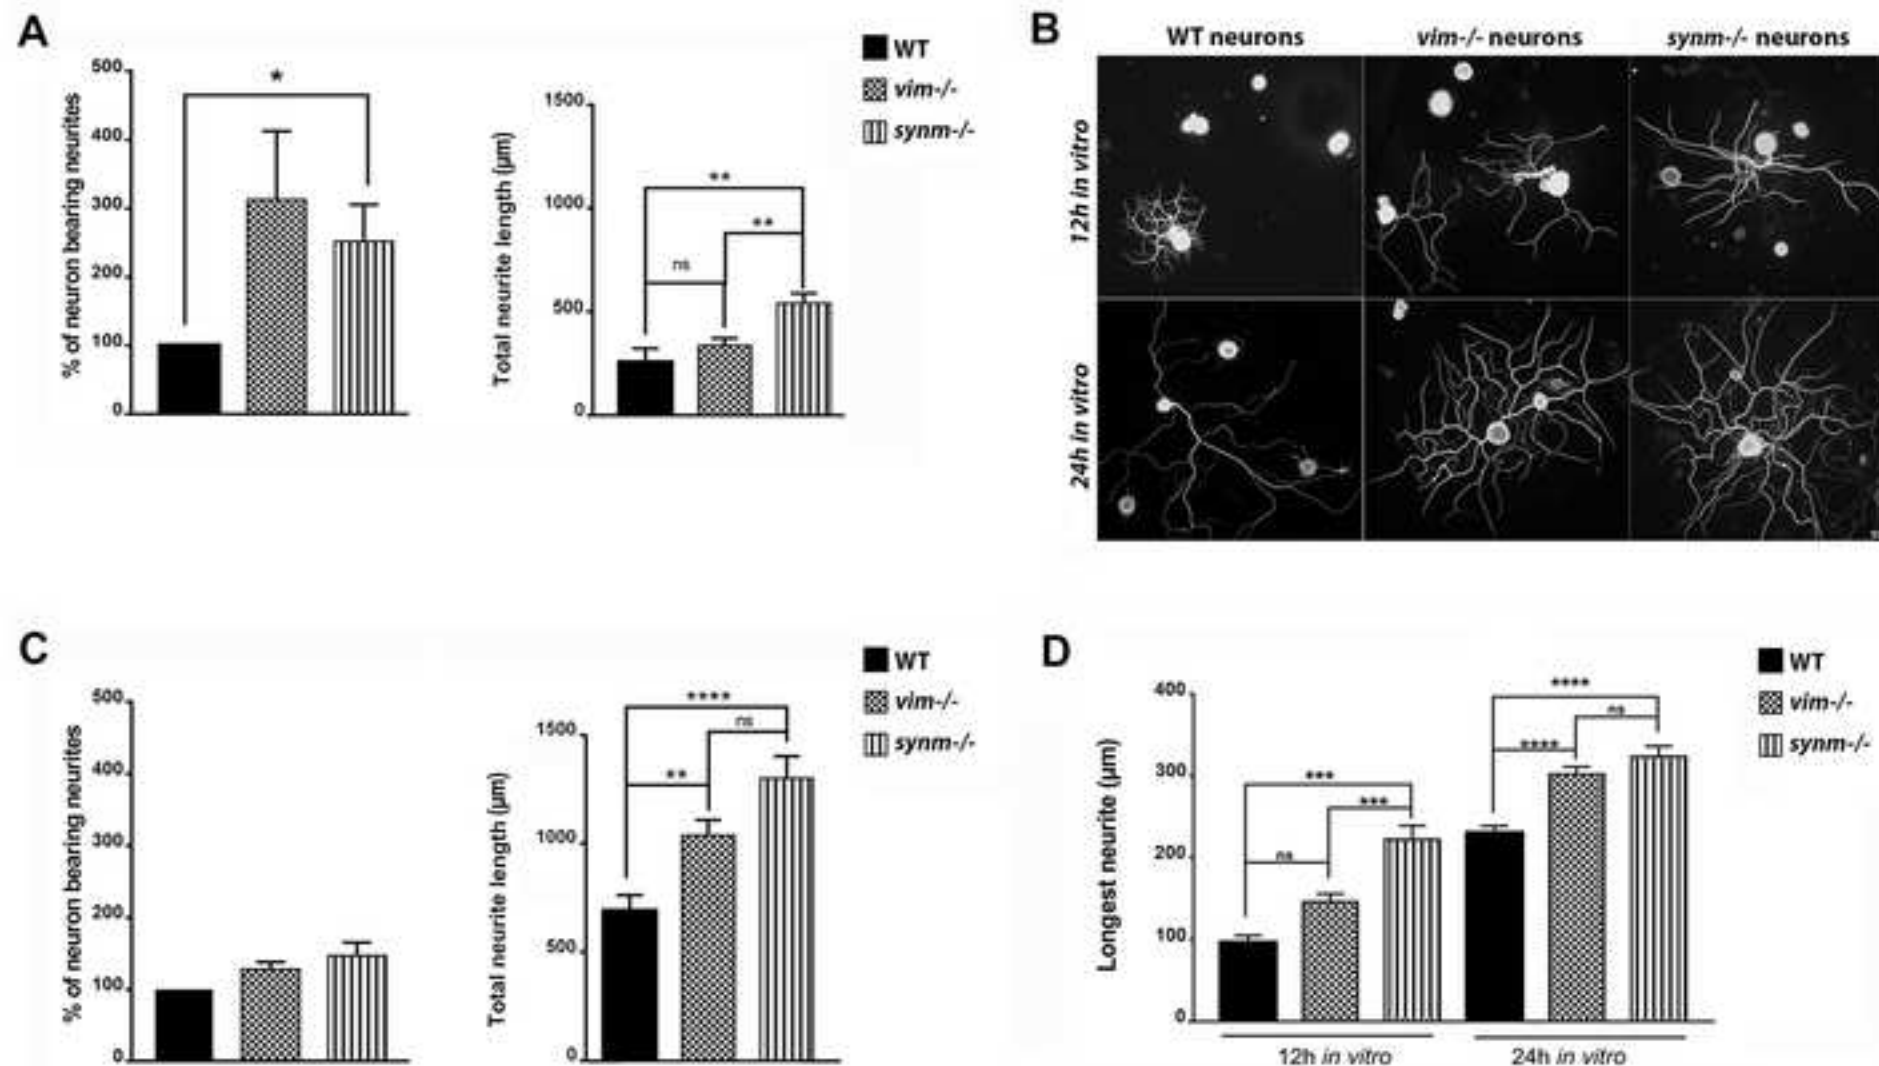 A
WT
vim-/-
synm-/-
% of neuron bearing neurites
500
400
300
200
100
0
*
Total neurite length (µm)
1500
1000
500
0
**
**
ns
B
WT neurons
vim-/- neurons
synm-/- neurons
12h in vitro
24h in vitro
C
WT
vim-/-
synm-/-
% of neuron bearing neurites
500
400
300
200
100
0
Total neurite length (µm)
1500
1000
500
0
****
ns
**
D
WT
vim-/-
synm-/-
Longest neurite (µm)
400
300
200
100
0
***
***
ns
****
ns
****
12h in vitro
24h in vitro